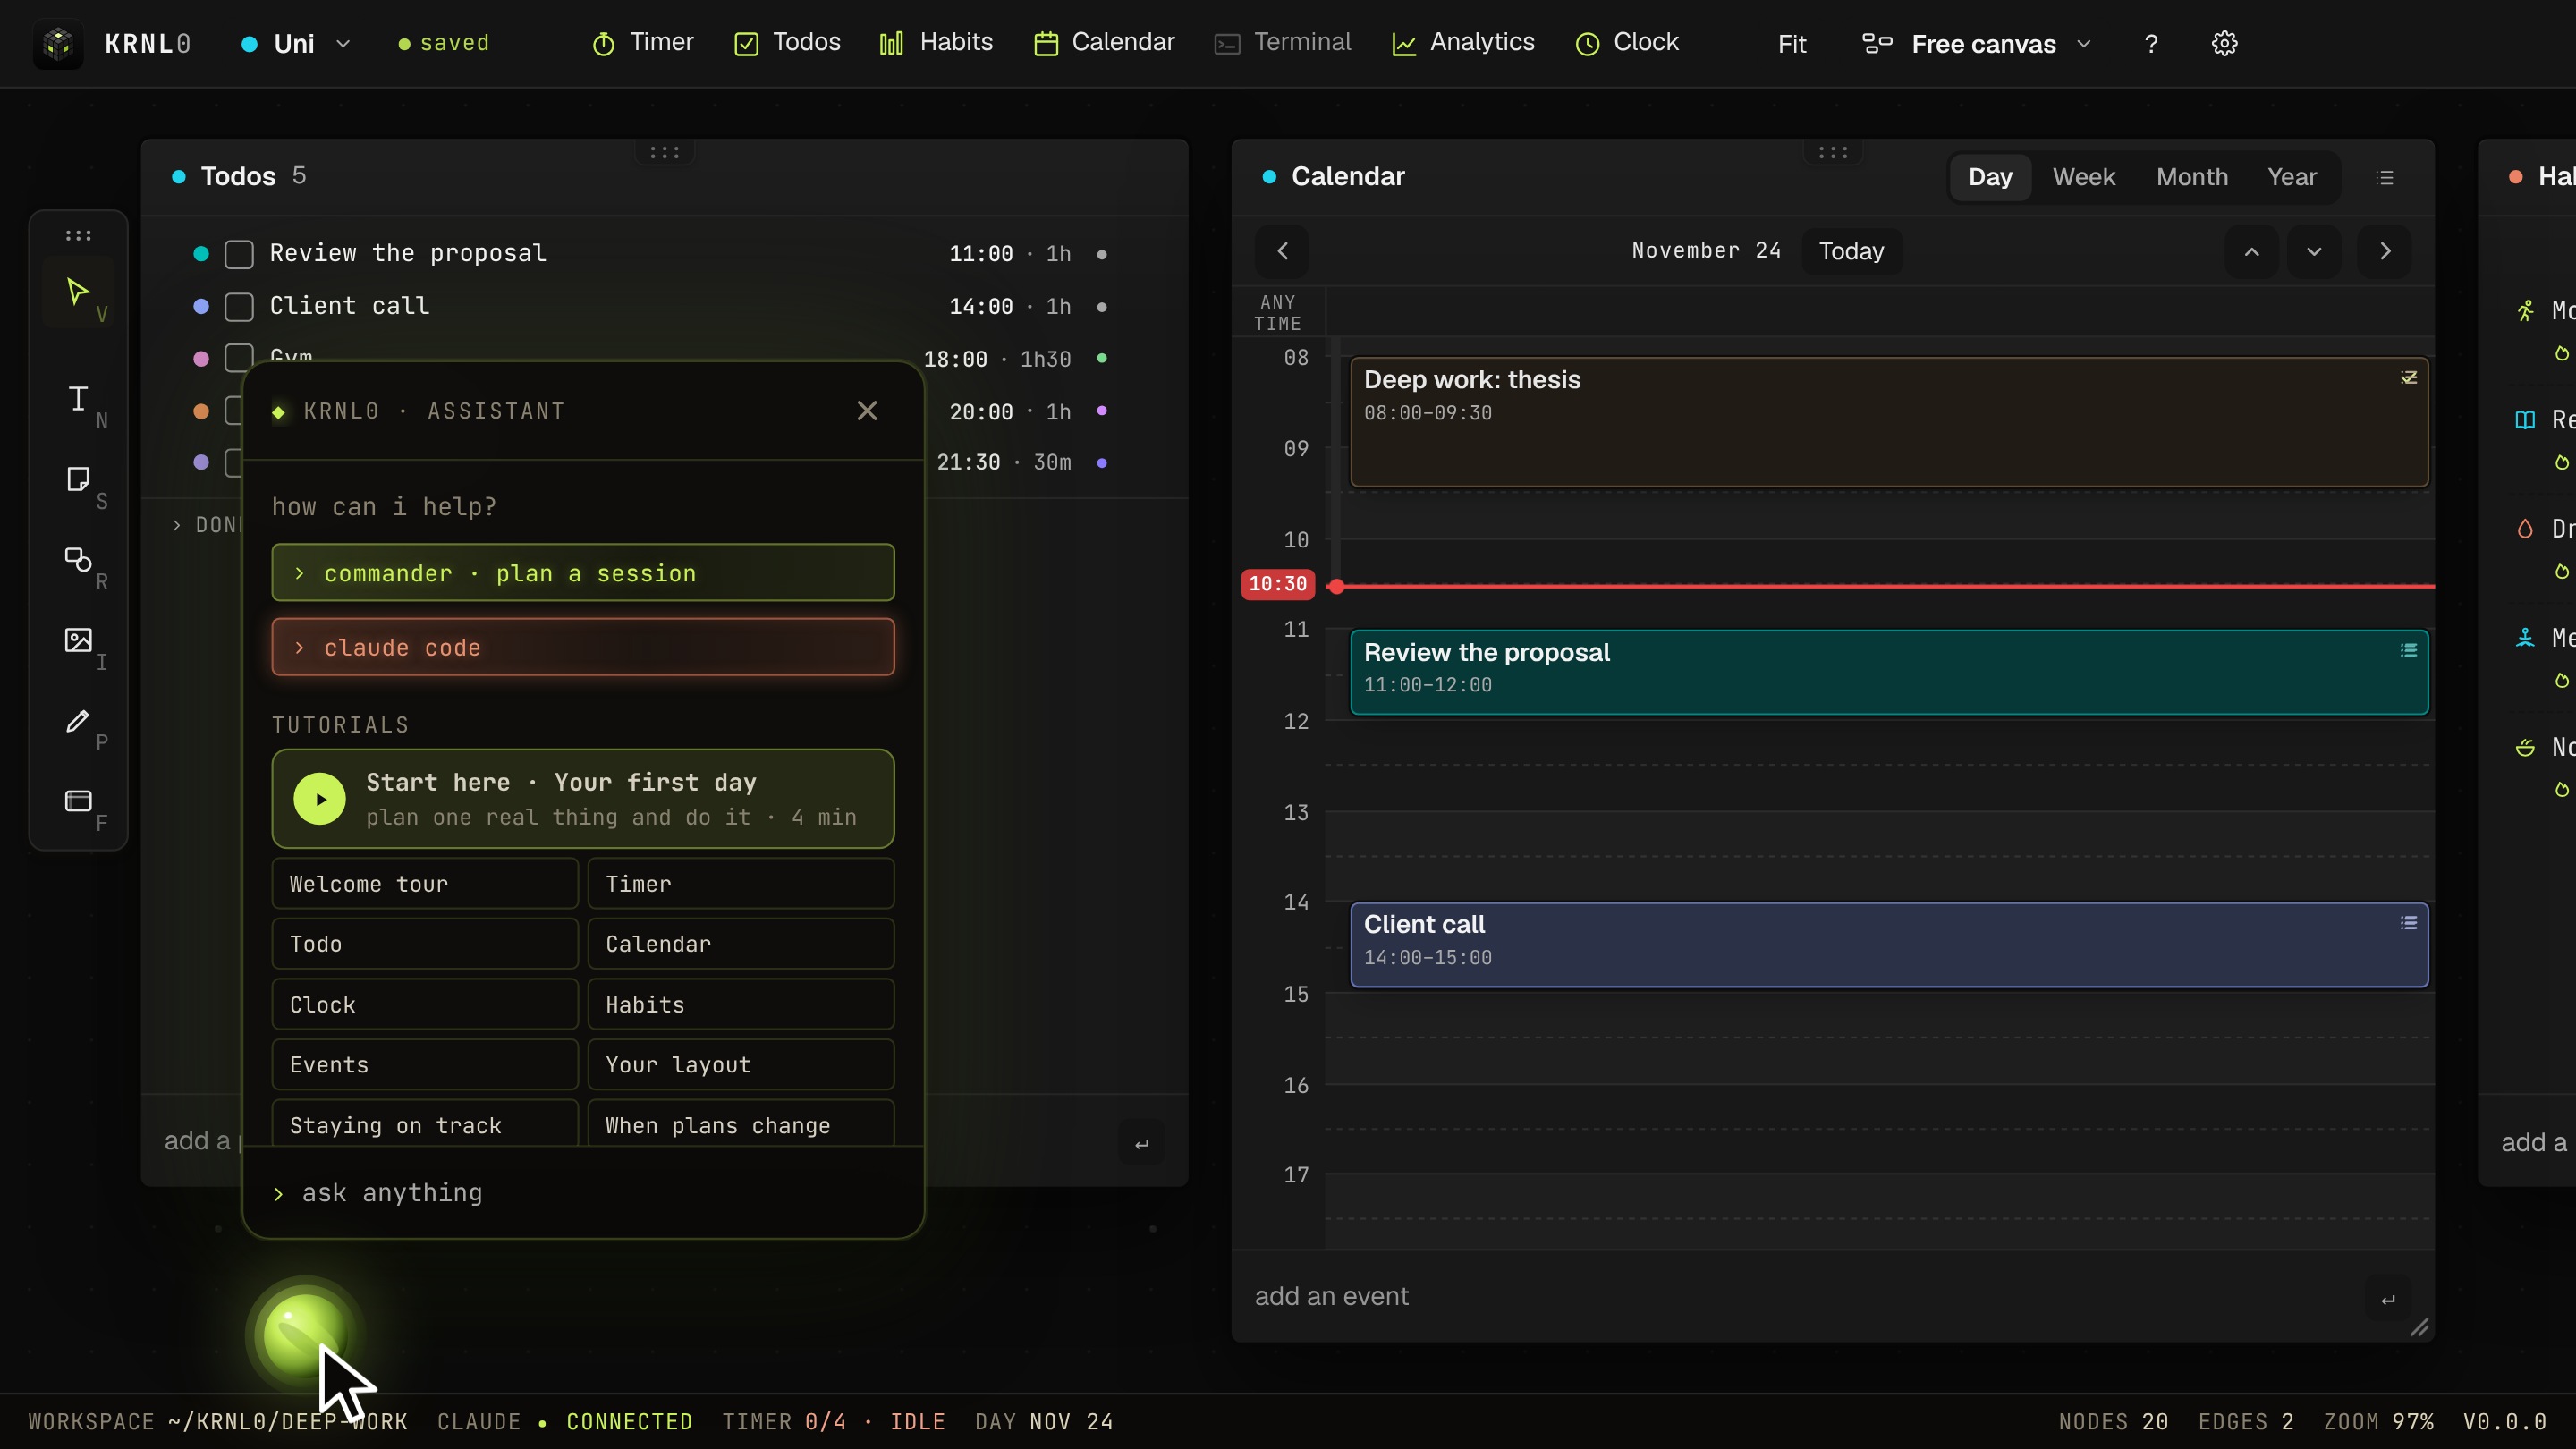 KRNL0
Uni
saved
Timer
Todos
Habits
Calendar
Terminal
Analytics
Clock
Fit
Free canvas
?
V
N
S
R
I
P
F
Todos 5
Review the proposal 11:00 · 1h
Client call 14:00 · 1h
Gym 18:00 · 1h30
20:00 · 1h
21:30 · 30m
add a
KRNL0 · ASSISTANT
how can i help?
commander · plan a session
claude code
TUTORIALS
Start here · Your first day
plan one real thing and do it · 4 min
Welcome tour
Timer
Todo
Calendar
Clock
Habits
Events
Your layout
Staying on track
When plans change
ask anything
Calendar
Day
Week
Month
Year
November 24
Today
ANY
TIME
08
Deep work: thesis
08:00–09:30
09
10
10:30
11
Review the proposal
11:00–12:00
12
13
14
Client call
14:00–15:00
15
16
17
add an event
add a
WORKSPACE ~/KRNL0/DEEP-WORK CLAUDE • CONNECTED TIMER 0/4 · IDLE DAY NOV 24
NODES 20 EDGES 2 ZOOM 97% V0.0.0